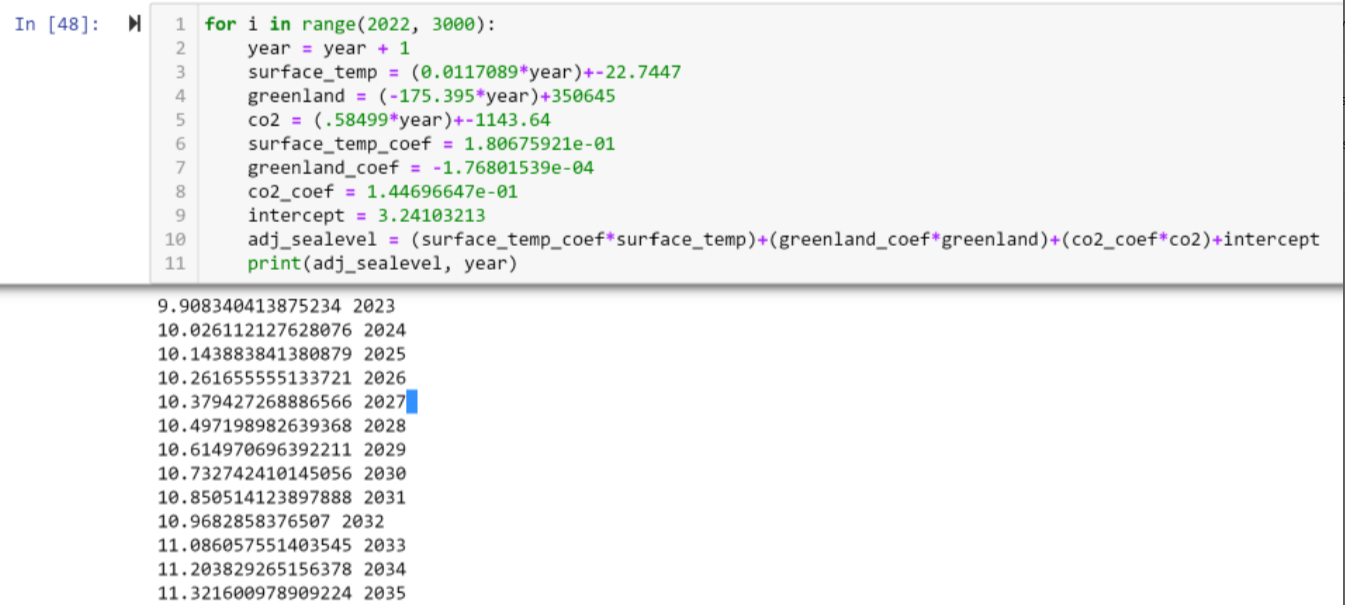 In [48]:
1 for i in range(2022, 3000):
2     year = year + 1
3     surface_temp = (0.0117089*year)+-22.7447
4     greenland = (-175.395*year)+350645
5     co2 = (.58499*year)+-1143.64
6     surface_temp_coef = 1.80675921e-01
7     greenland_coef = -1.76801539e-04
8     co2_coef = 1.44696647e-01
9     intercept = 3.24103213
10     adj_sealevel = (surface_temp_coef*surface_temp)+(greenland_coef*greenland)+(co2_coef*co2)+intercept
11     print(adj_sealevel, year)
9.908340413875234 2023
10.026112127628076 2024
10.143883841380879 2025
10.261655555133721 2026
10.379427268886566 2027
10.497198982639368 2028
10.614970696392211 2029
10.732742410145056 2030
10.850514123897888 2031
10.9682858376507 2032
11.086057551403545 2033
11.203829265156378 2034
11.321600978909224 2035